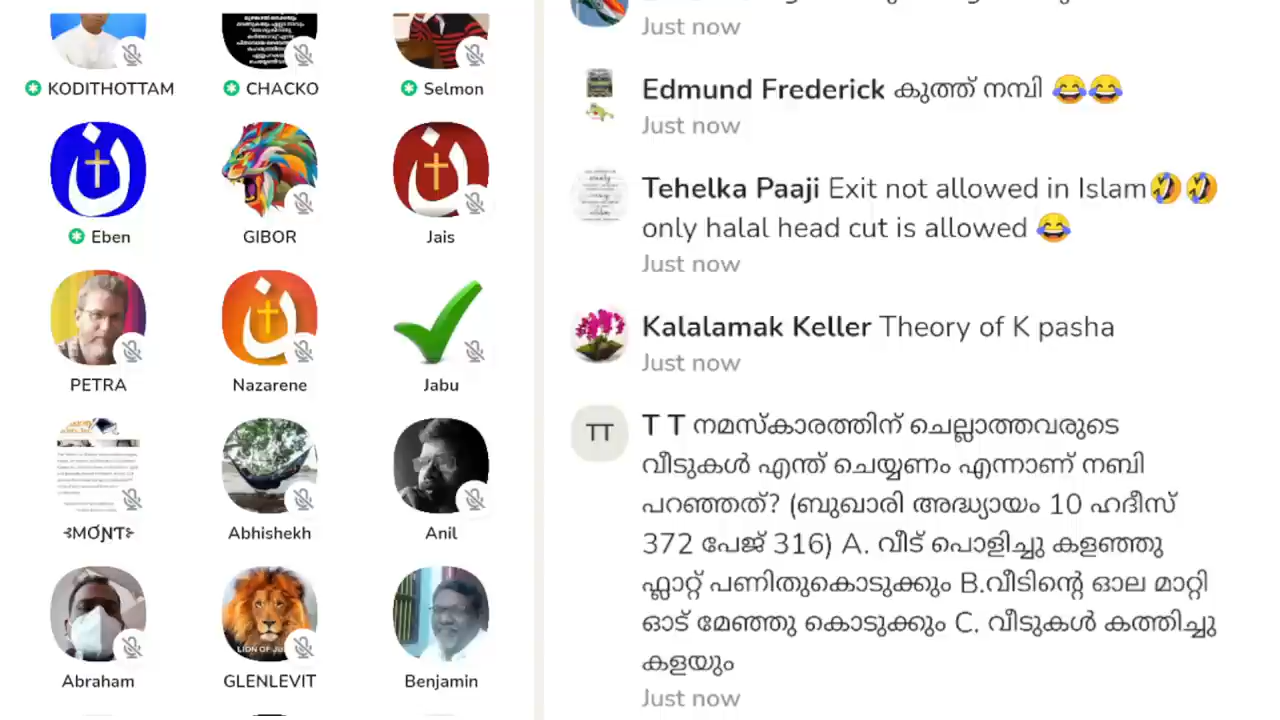 KODITHOTTAM
CHACKO
Selmon
Eben
GIBOR
Jais
PETRA
Nazarene
Jabu
⊰MOƝT⊱
Abhishekh
Anil
Abraham
LION OF
GLENLEVIT
Benjamin
Just now
Edmund Frederick കുത്ത് നമ്പി 😂😂
Just now
Tehelka Paaji Exit not allowed in Islam🤣🤣
only halal head cut is allowed 😂
Just now
Kalalamak Keller Theory of K pasha
Just now
TT
T T നമസ്കാരത്തിന് ചെല്ലാത്തവരുടെ
വീടുകൾ എന്ത് ചെയ്യണം എന്നാണ് നബി
പറഞ്ഞത്? (ബുഖാരി അദ്ധ്യായം 10 ഹദീസ്
372 പേജ് 316) A. വീട് പൊളിച്ചു കളഞ്ഞു
ഫ്ലാറ്റ് പണിതുകൊടുക്കും B.വീടിന്റെ ഓല മാറ്റി
ഓട് മേഞ്ഞു കൊടുക്കും C. വീടുകൾ കത്തിച്ചു
കളയും
Just now